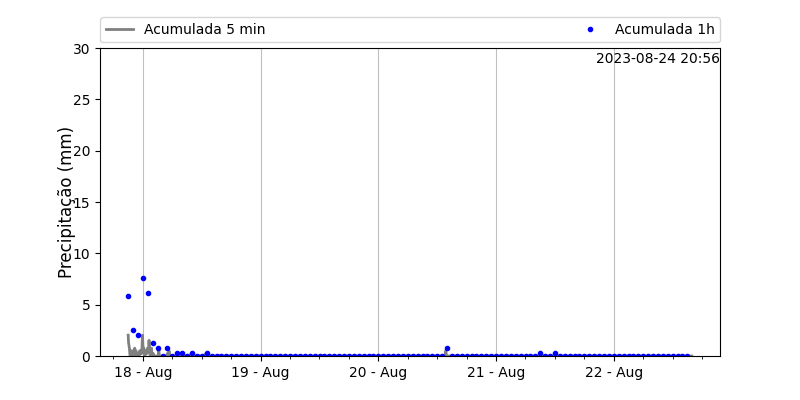 Acumulada 5 min
Acumulada 1h
2023-08-24 20:56
Precipitação (mm)
30
25
20
15
10
5
0
18 - Aug
19 - Aug
20 - Aug
21 - Aug
22 - Aug